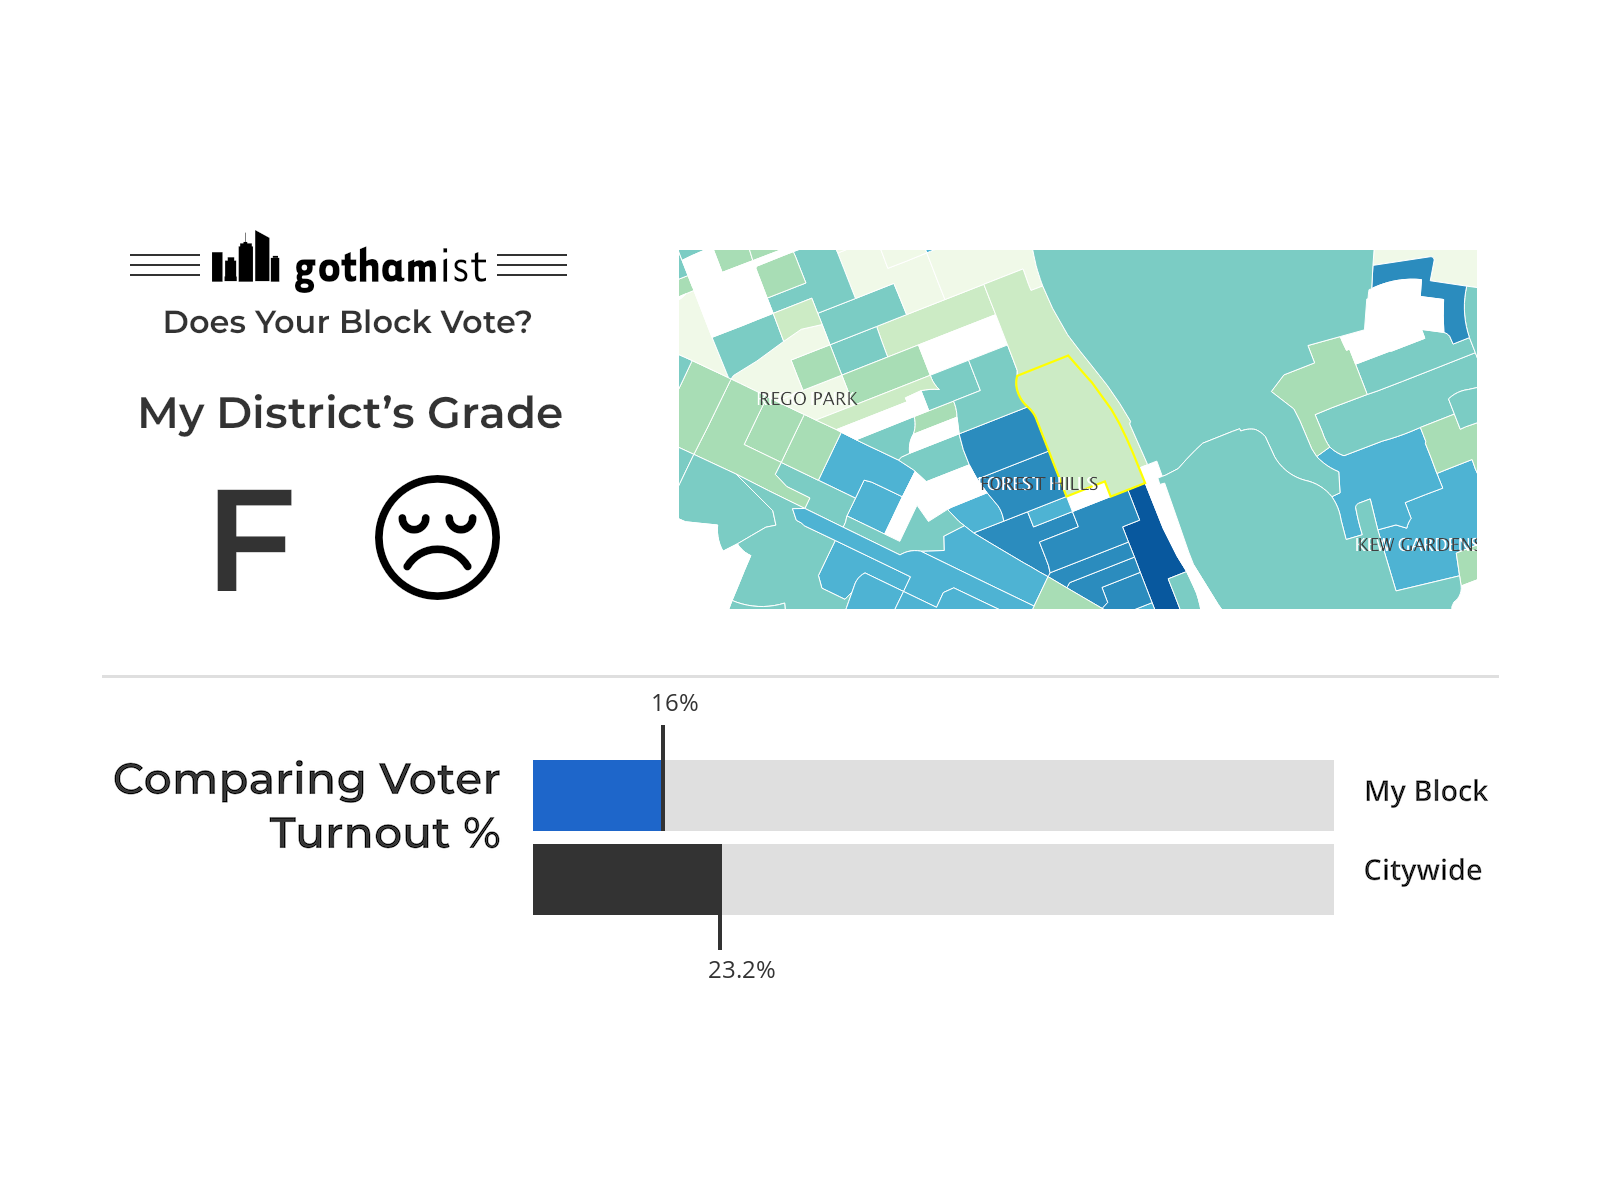 gothamist
Does Your Block Vote?
My District’s Grade
F
REGO PARK
FOREST HILLS
KEW GARDENS
16%
Comparing Voter
Turnout %
My Block
Citywide
23.2%